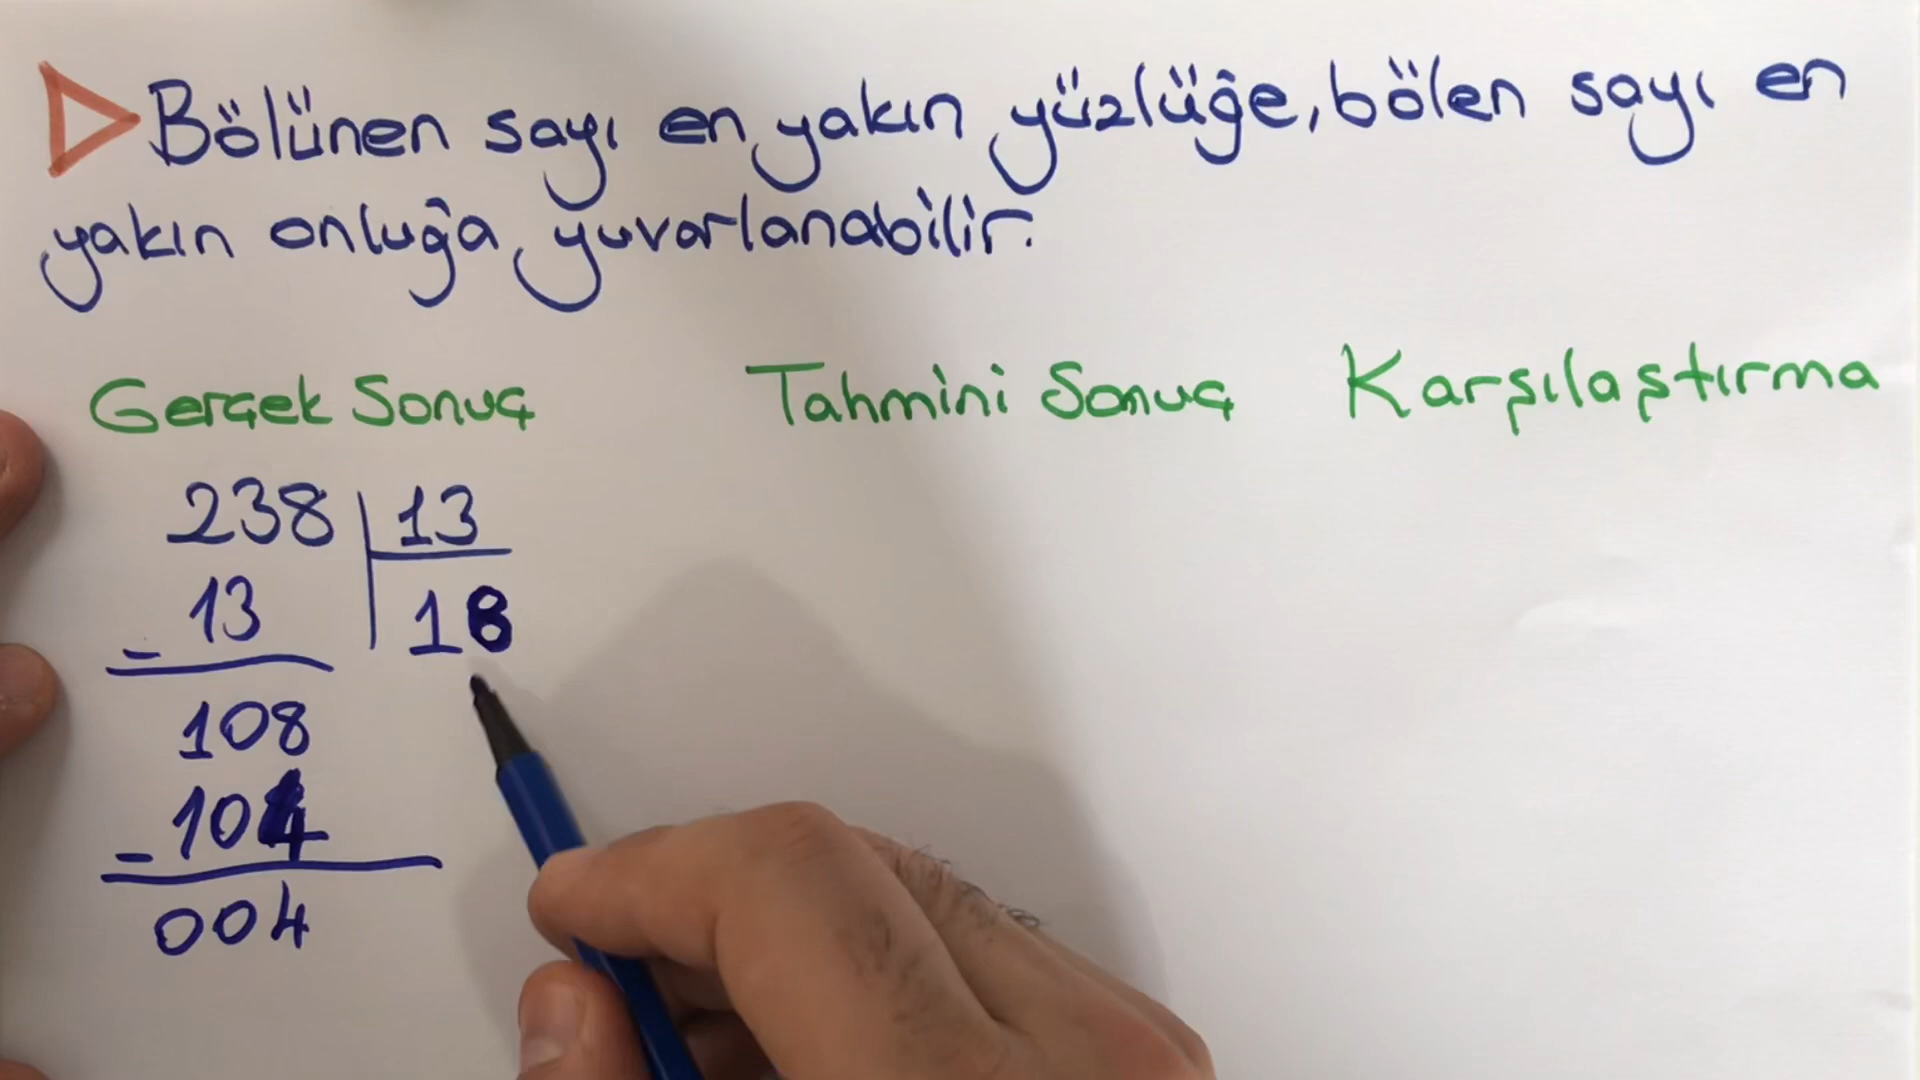 Bölünen sayı en yakın yüzlüğe, bölen sayı en
yakın onluğa yuvarlanabilir.
Gerçek Sonuç
Tahmini Sonuç
Karşılaştırma
238 13
13 18
-
108
104
-
004